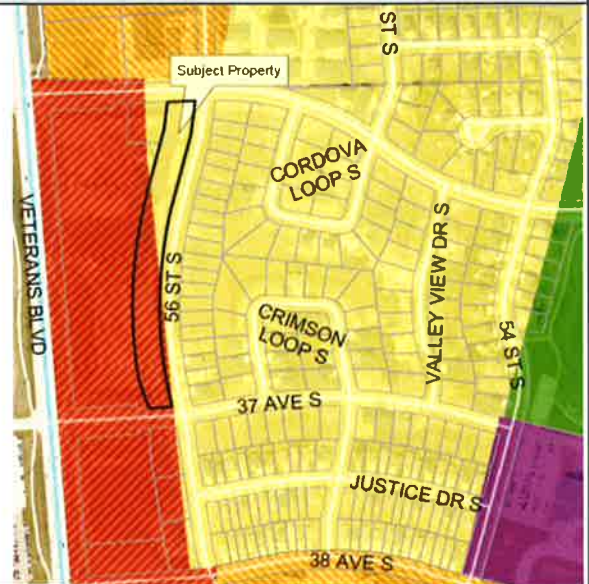 ST S
Subject Property
CORDOVA
LOOP S
VETERANS BLVD
56 ST S
VALLEY VIEW DR S
CRIMSON
LOOP S
54 ST S
37 AVE S
JUSTICE DR S
38 AVE S